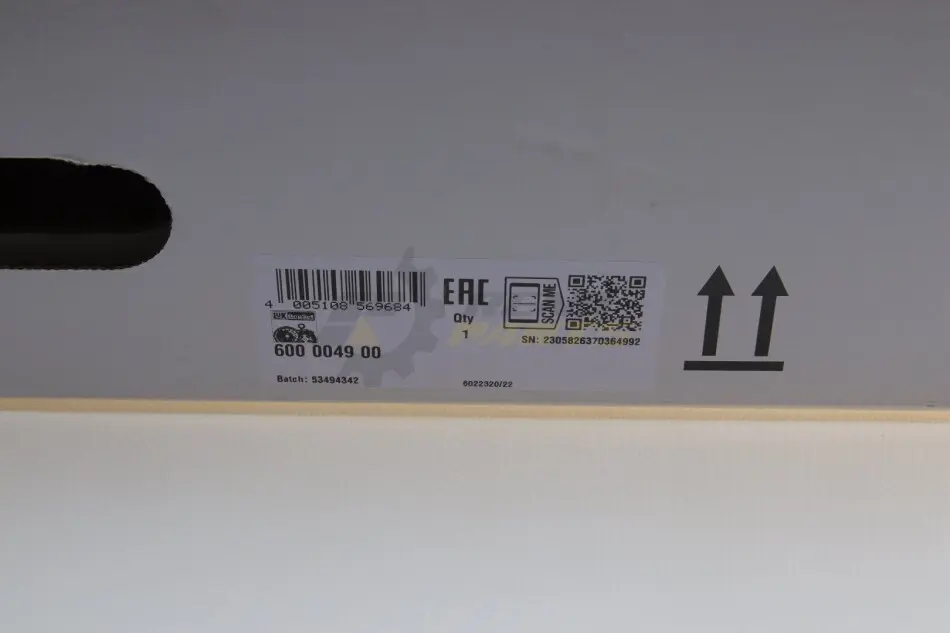 4 005108 569684
EAC
SCAN ME
Qty
1
SN: 2305826370364992
600 0049 00
Batch: 53494342
6022320/22